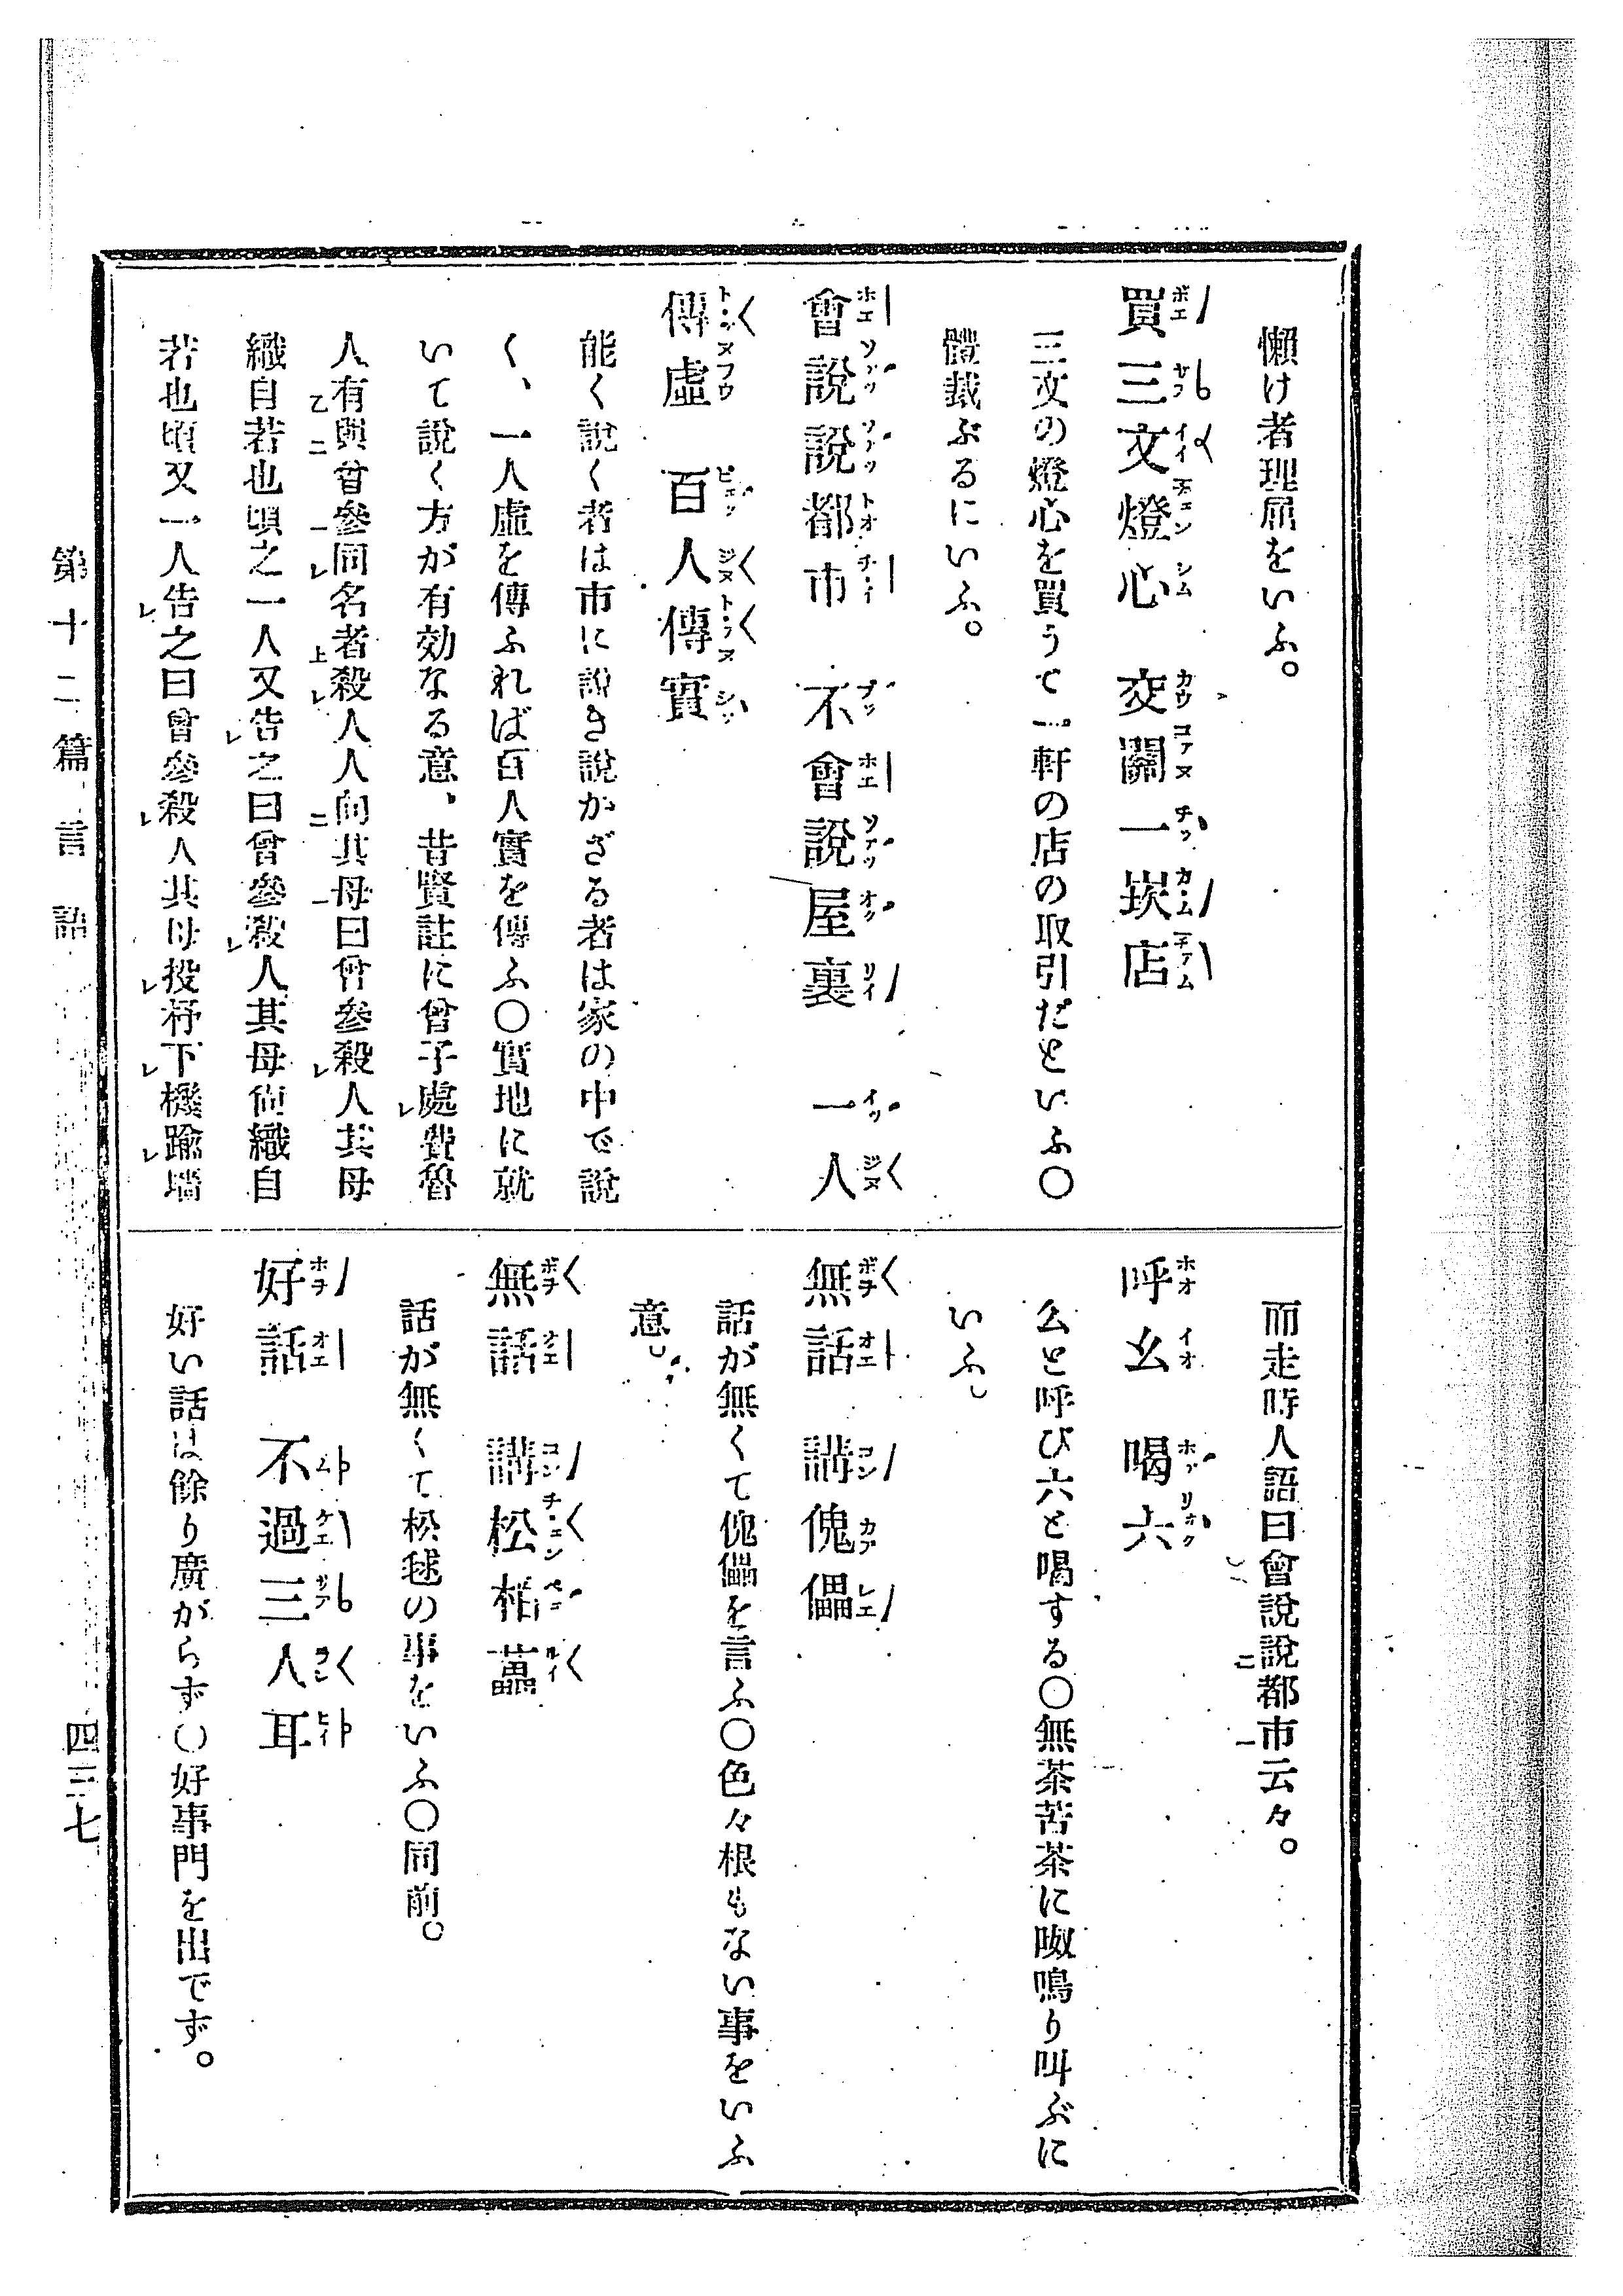 懶け者理屈をいふ。
買三文燈心 交關一崁店
三文の燈心を買うて一軒の店の取引だといふ〇
體裁ぶるにいふ。
會說說都市 不會說屋裏 一人
傳虛 百人傳實
能く說く者は市に說き說かざる者は家の中で說
く、一人虛を傳ふれば百人實を傳ふ〇實地に就
いて說く方が有効なる意、昔賢註に曾子處費魯
人有與曾參同名者殺人人向其母曰曾參殺人其母
織自若也頃之一人又告之曰曾參殺人其母尙織自
若也頃又一人告之曰曾參殺人其母投杼下機踰墻
而走時人語曰會說說都市云々。
呼幺 喝六
幺と呼び六と喝する〇無茶苦茶に呶鳴り叫ぶに
いふ。
無話 講傀儡
話が無くて傀儡を言ふ〇色々根もない事をいふ
意。
無話 講松柏藟
話が無くて松毬の事をいふ〇同前。
好話 不過三人耳
好い話は餘り廣がらず〇好事門を出でず。
第十二篇 言語
四三七